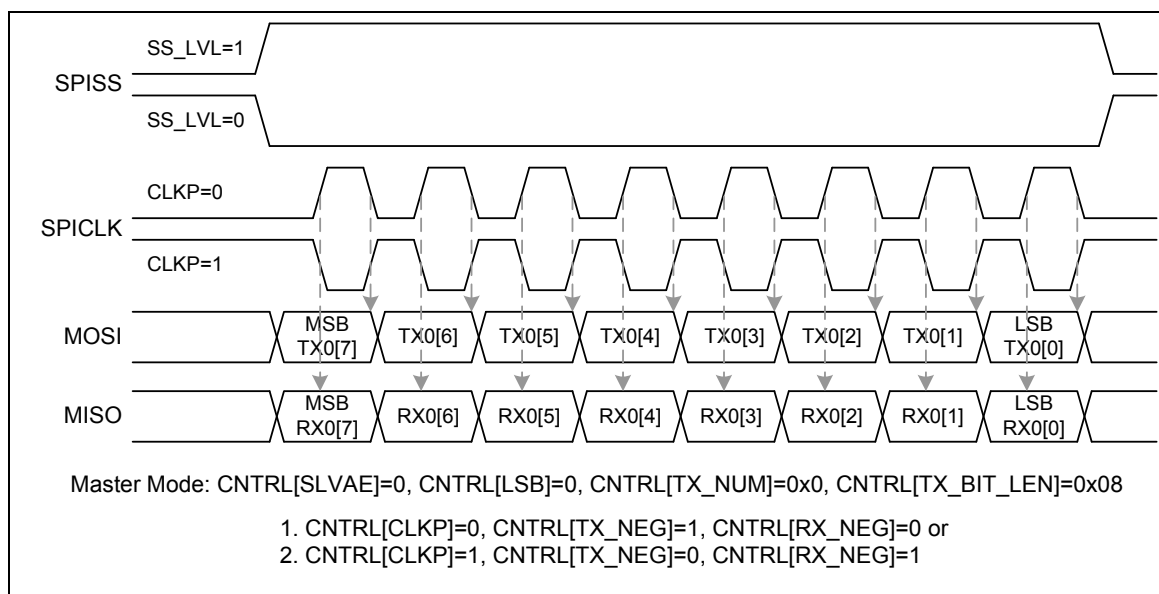 SS_LVL=1
SPISS
SS_LVL=0
CLKP=0
SPICLK
CLKP=1
MOSI
MSB
TX0[7]
TX0[6]
TX0[5]
TX0[4]
TX0[3]
TX0[2]
TX0[1]
LSB
TX0[0]
MISO
MSB
RX0[7]
RX0[6]
RX0[5]
RX0[4]
RX0[3]
RX0[2]
RX0[1]
LSB
RX0[0]
Master Mode: CNTRL[SLVAE]=0, CNTRL[LSB]=0, CNTRL[TX_NUM]=0x0, CNTRL[TX_BIT_LEN]=0x08
1. CNTRL[CLKP]=0, CNTRL[TX_NEG]=1, CNTRL[RX_NEG]=0 or
2. CNTRL[CLKP]=1, CNTRL[TX_NEG]=0, CNTRL[RX_NEG]=1